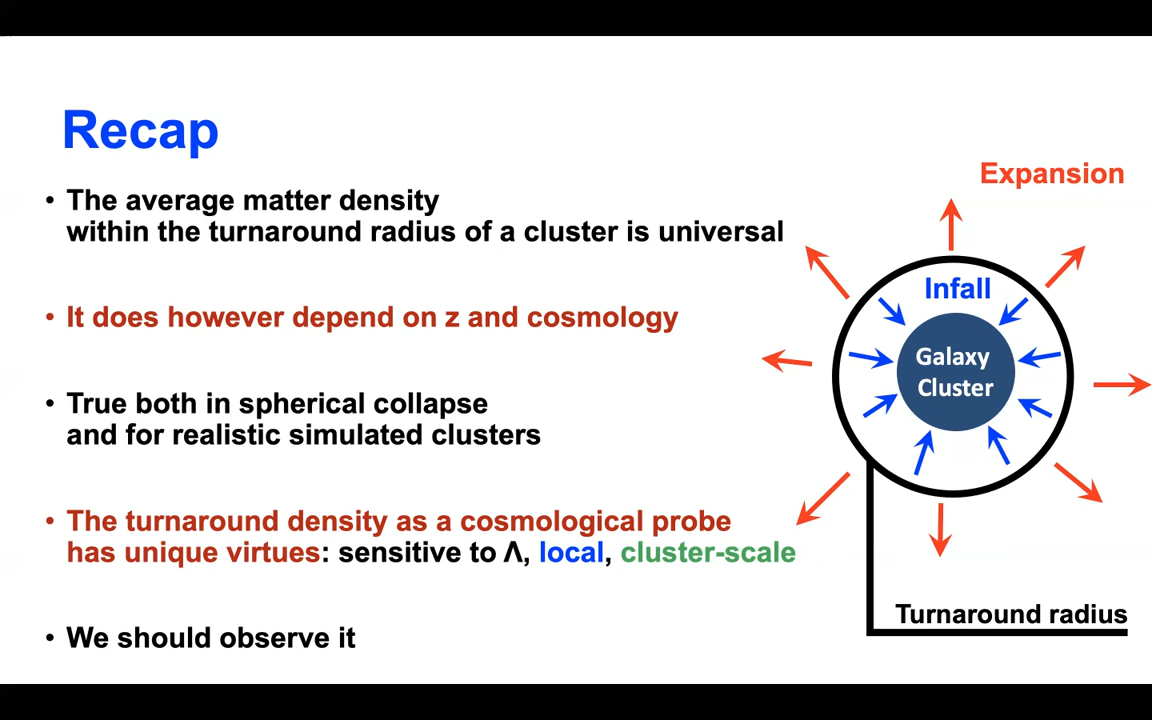 Recap
• The average matter density
within the turnaround radius of a cluster is universal
• It does however depend on z and cosmology
• True both in spherical collapse
and for realistic simulated clusters
• The turnaround density as a cosmological probe
has unique virtues: sensitive to Λ, local, cluster-scale
• We should observe it
Expansion
Infall
Galaxy
Cluster
Turnaround radius